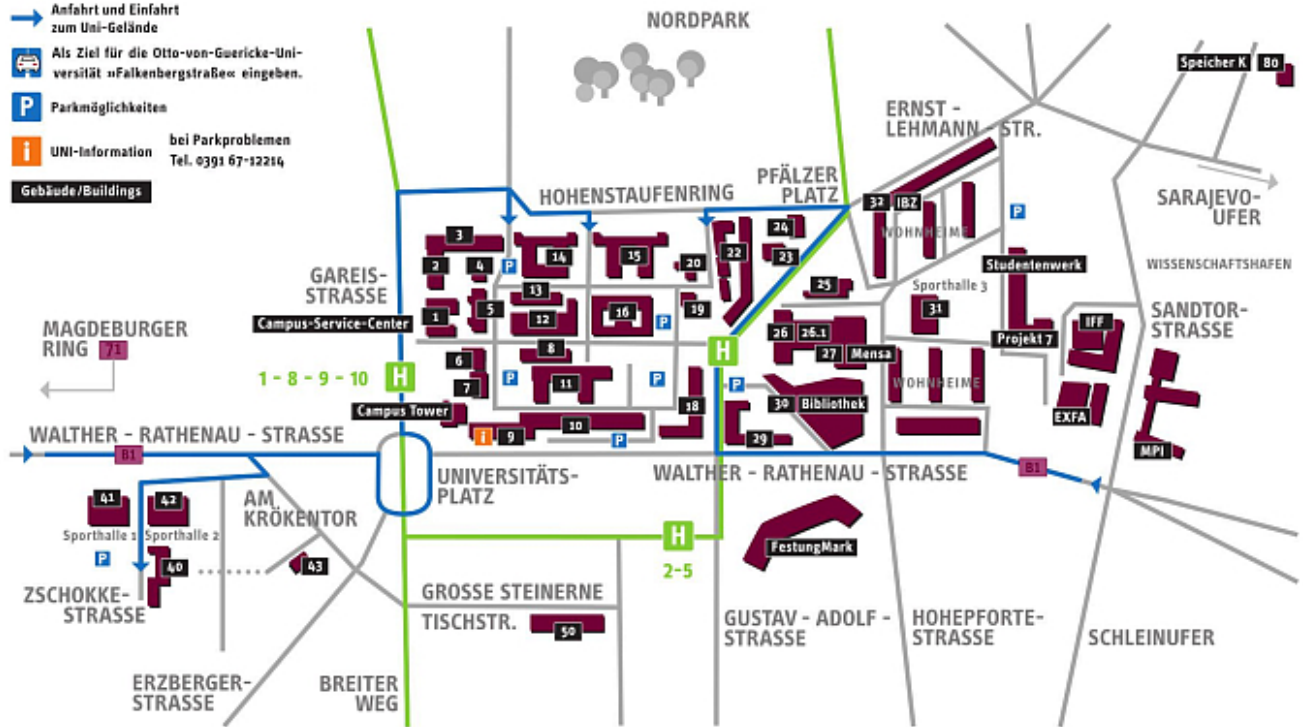 Anfahrt und Einfahrt
zum Uni-Gelände
Als Ziel für die Otto-von-Guericke-Uni-
versität »Falkenbergstraße« eingeben.
P Parkmöglichkeiten
i UNI-Information
bei Parkproblemen
Tel. 0391 67-12214
Gebäude/Buildings
NORDPARK
Speicher K 80
ERNST -
LEHMANN - STR.
HOHENSTAUFENRING
PFÄLZER
PLATZ
SARAJEVO-
UFER
32 IBZ
WOHNHEIME
P
3
14
15
22
24
23
2
4
P
20
GAREIS-
STRASSE
Studentenwerk
WISSENSCHAFTSHAFEN
13
25
Sporthalle 3
1
5
12
16
19
31
Campus-Service-Center
P
26
26.1
SANDTOR-
STRASSE
IFF
MAGDEBURGER
RING 71
6
8
H
27 Mensa
Projekt 7
1 - 8 - 9 - 10
H
7
P
11
P
P
WOHNHEIME
Campus Tower
18
30 Bibliothek
EXFA
i
9
10
P
29
MPI
WALTHER - RATHENAU - STRASSE
B1
WALTHER - RATHENAU - STRASSE
B1
UNIVERSITÄTS-
PLATZ
41
42
AM
KRÖKENTOR
Sporthalle 1
Sporthalle 2
P
40
43
H
2-5
FestungMark
ZSCHOKKE-
STRASSE
GROSSE STEINERNE
TISCHSTR.
50
GUSTAV - ADOLF -
STRASSE
HOHEPFORTE-
STRASSE
SCHLEINUFER
ERZBERGER-
STRASSE
BREITER
WEG